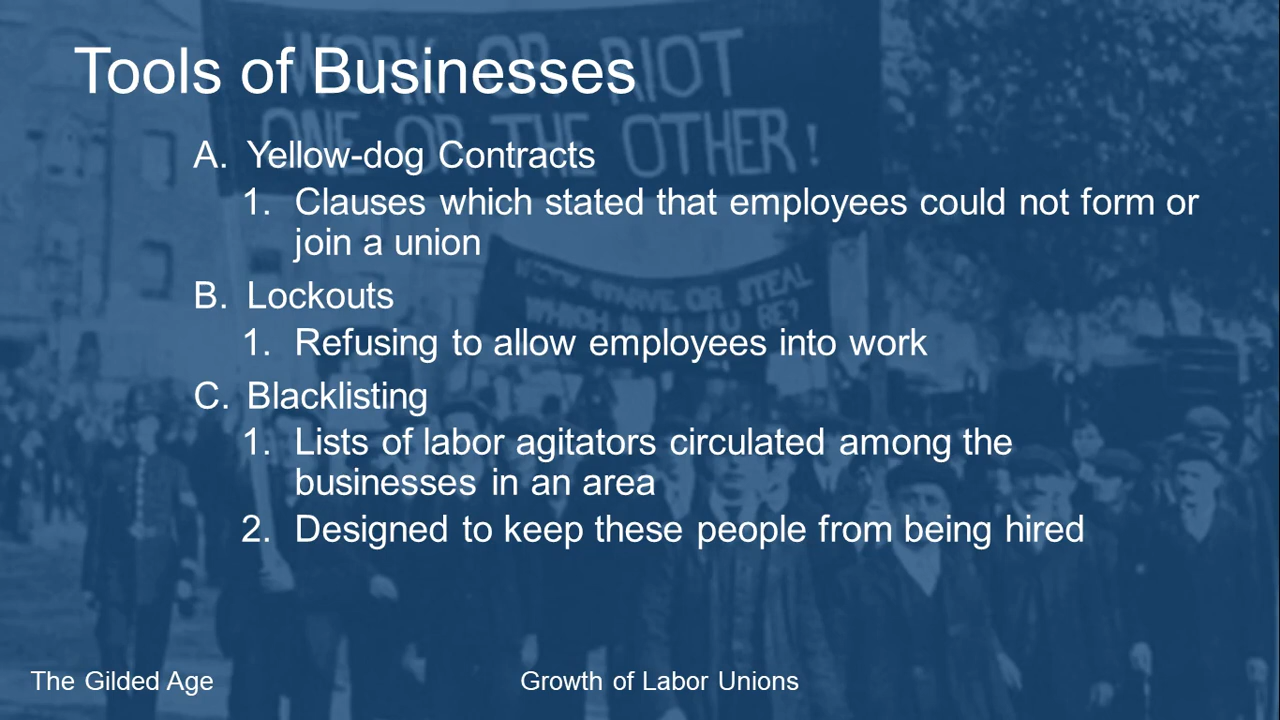 Tools of Businesses
WORK OR RIOT
ONE OR THE OTHER!
A. Yellow-dog Contracts
1. Clauses which stated that employees could not form or
join a union
OR STEAL
B. Lockouts
1. Refusing to allow employees into work
C. Blacklisting
1. Lists of labor agitators circulated among the
businesses in an area
2. Designed to keep these people from being hired
The Gilded Age
Growth of Labor Unions